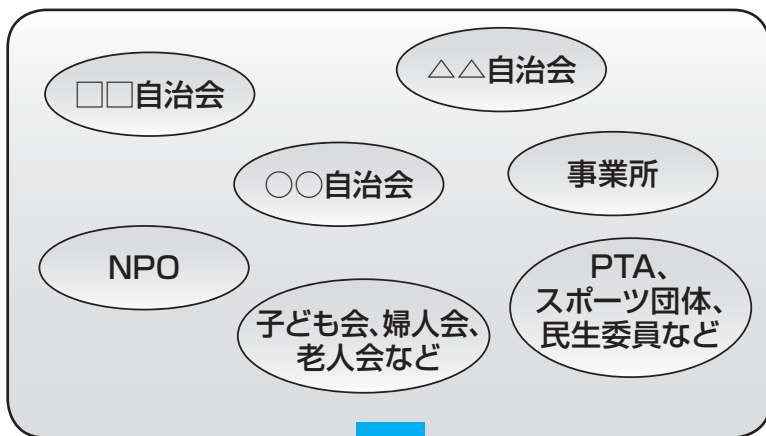 □□自治会
△△自治会
○○自治会
事業所
NPO
子ども会、婦人会、
老人会など
PTA、
スポーツ団体、
民生委員など